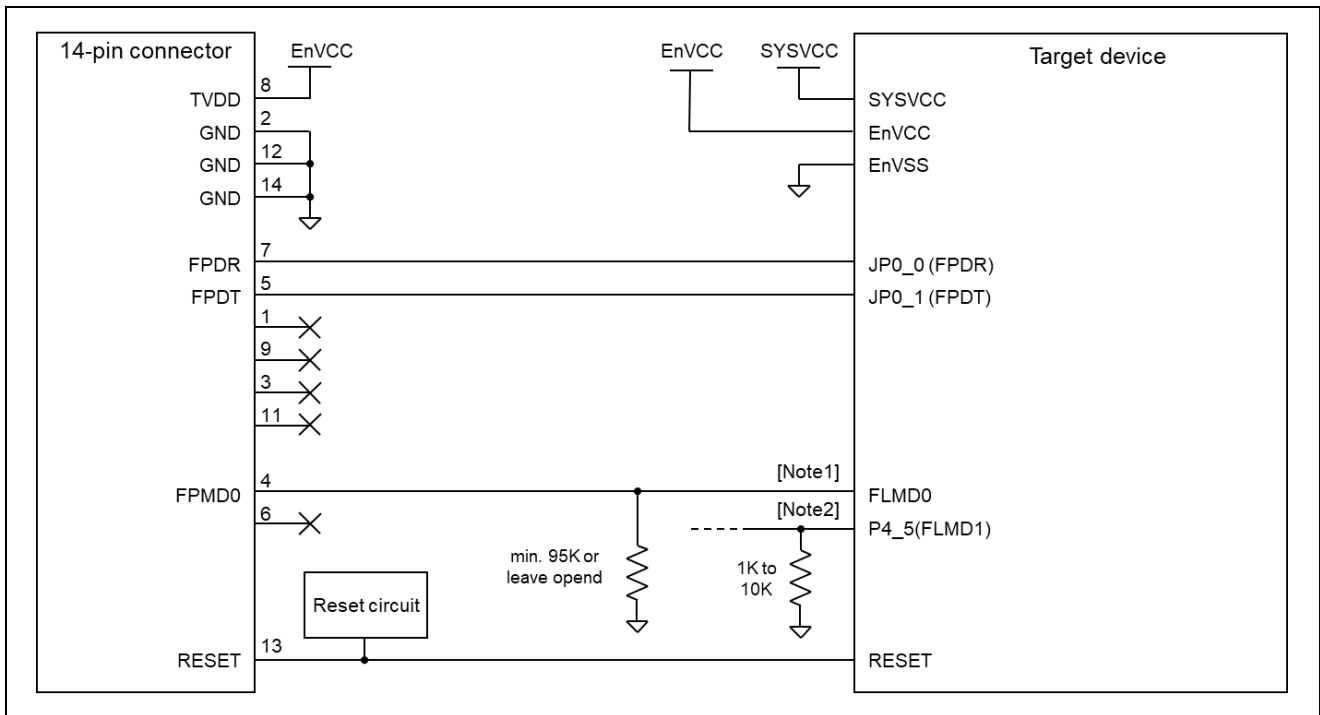 14-pin connector
EnVCC
EnVCC
SYSVCC
Target device
TVDD
8
SYSVCC
GND
2
EnVCC
GND
12
EnVSS
GND
14
FPDR
7
JP0_0 (FPDR)
FPDT
5
JP0_1 (FPDT)
1
9
3
11
FPMD0
4
[Note1]
FLMD0
6
[Note2]
P4_5(FLMD1)
min. 95K or
leave opend
1K to
10K
Reset circuit
RESET
13
RESET